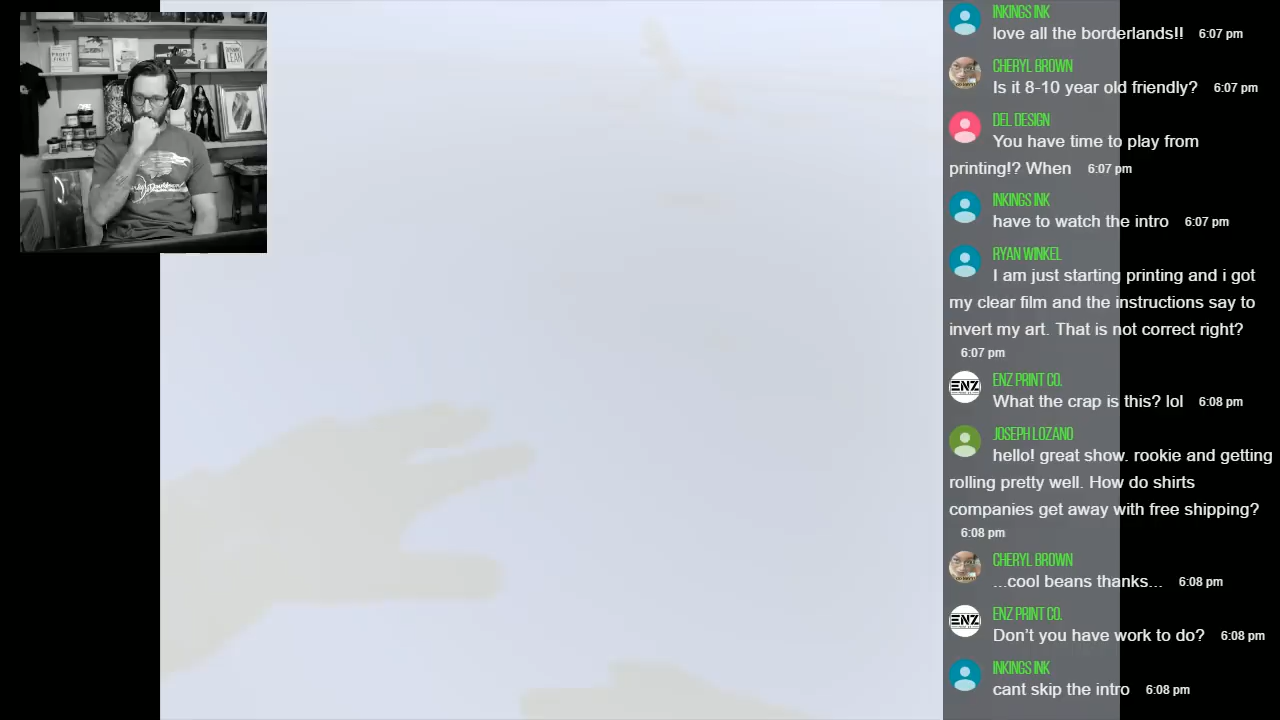 INKINGS INK
love all the borderlands!! 6:07 pm
CHERYL BROWN
Is it 8-10 year old friendly? 6:07 pm
DEL DESIGN
You have time to play from
printing!? When 6:07 pm
INKINGS INK
have to watch the intro 6:07 pm
RYAN WINKEL
I am just starting printing and i got
my clear film and the instructions say to
invert my art. That is not correct right?
6:07 pm
ENZ PRINT CO.
ENZ
What the crap is this? lol 6:08 pm
JOSEPH LOZANO
hello! great show. rookie and getting
rolling pretty well. How do shirts
companies get away with free shipping?
6:08 pm
CHERYL BROWN
...cool beans thanks... 6:08 pm
ENZ PRINT CO.
ENZ
Don't you have work to do? 6:08 pm
INKINGS INK
cant skip the intro 6:08 pm
PROFIT
FIRST
LEAN